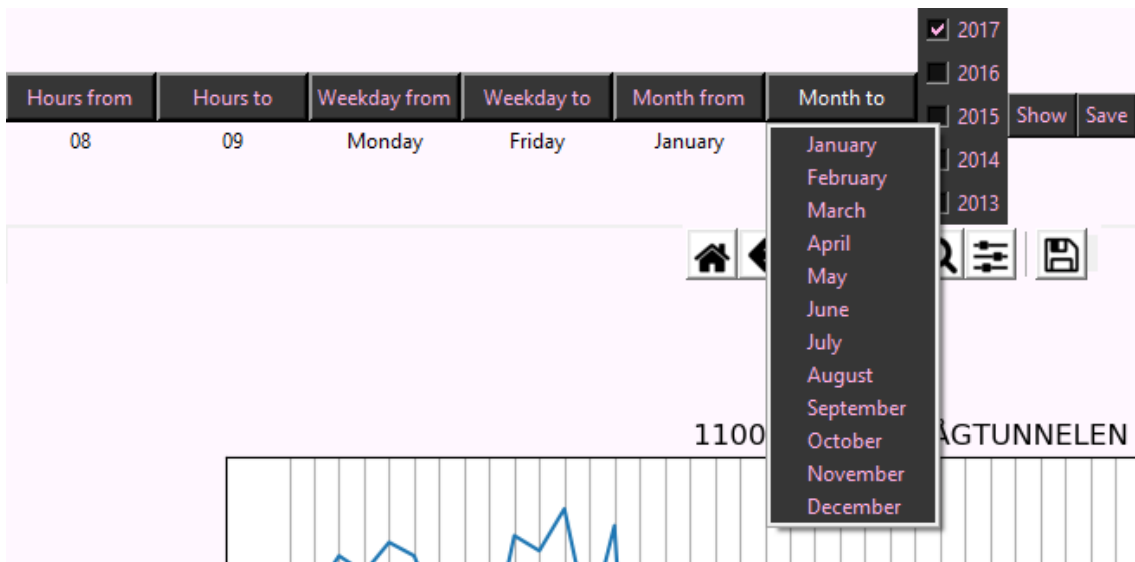 2017
2016
Hours from Hours to Weekday from Weekday to Month from Month to
2015 Show Save
08 09 Monday Friday January
2014
2013
January
February
March
April
May
June
July
August
September
October
November
December
1100 ÅGTUNNELEN